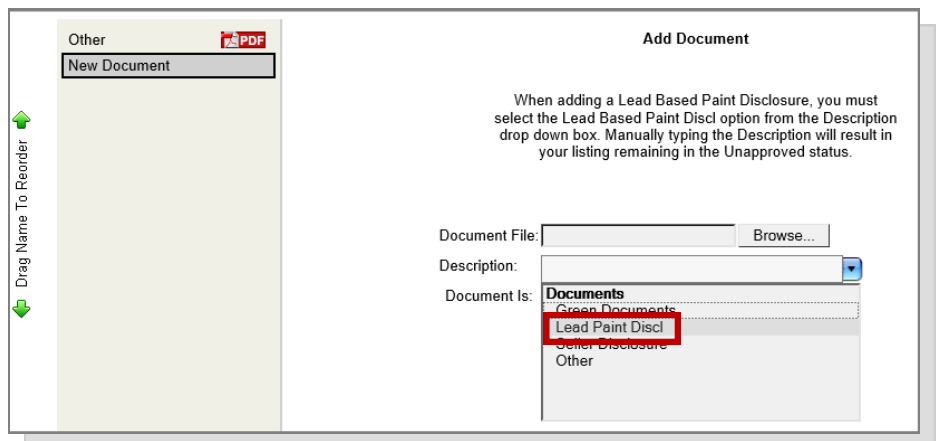 Other PDF
New Document
Drag Name To Reorder
Add Document
When adding a Lead Based Paint Disclosure, you must
select the Lead Based Paint Discl option from the Description
drop down box. Manually typing the Description will result in
your listing remaining in the Unapproved status.
Document File: Browse...
Description:
Document Is:
Documents
Green Documents
Lead Paint Discl
Seller Disclosure
Other